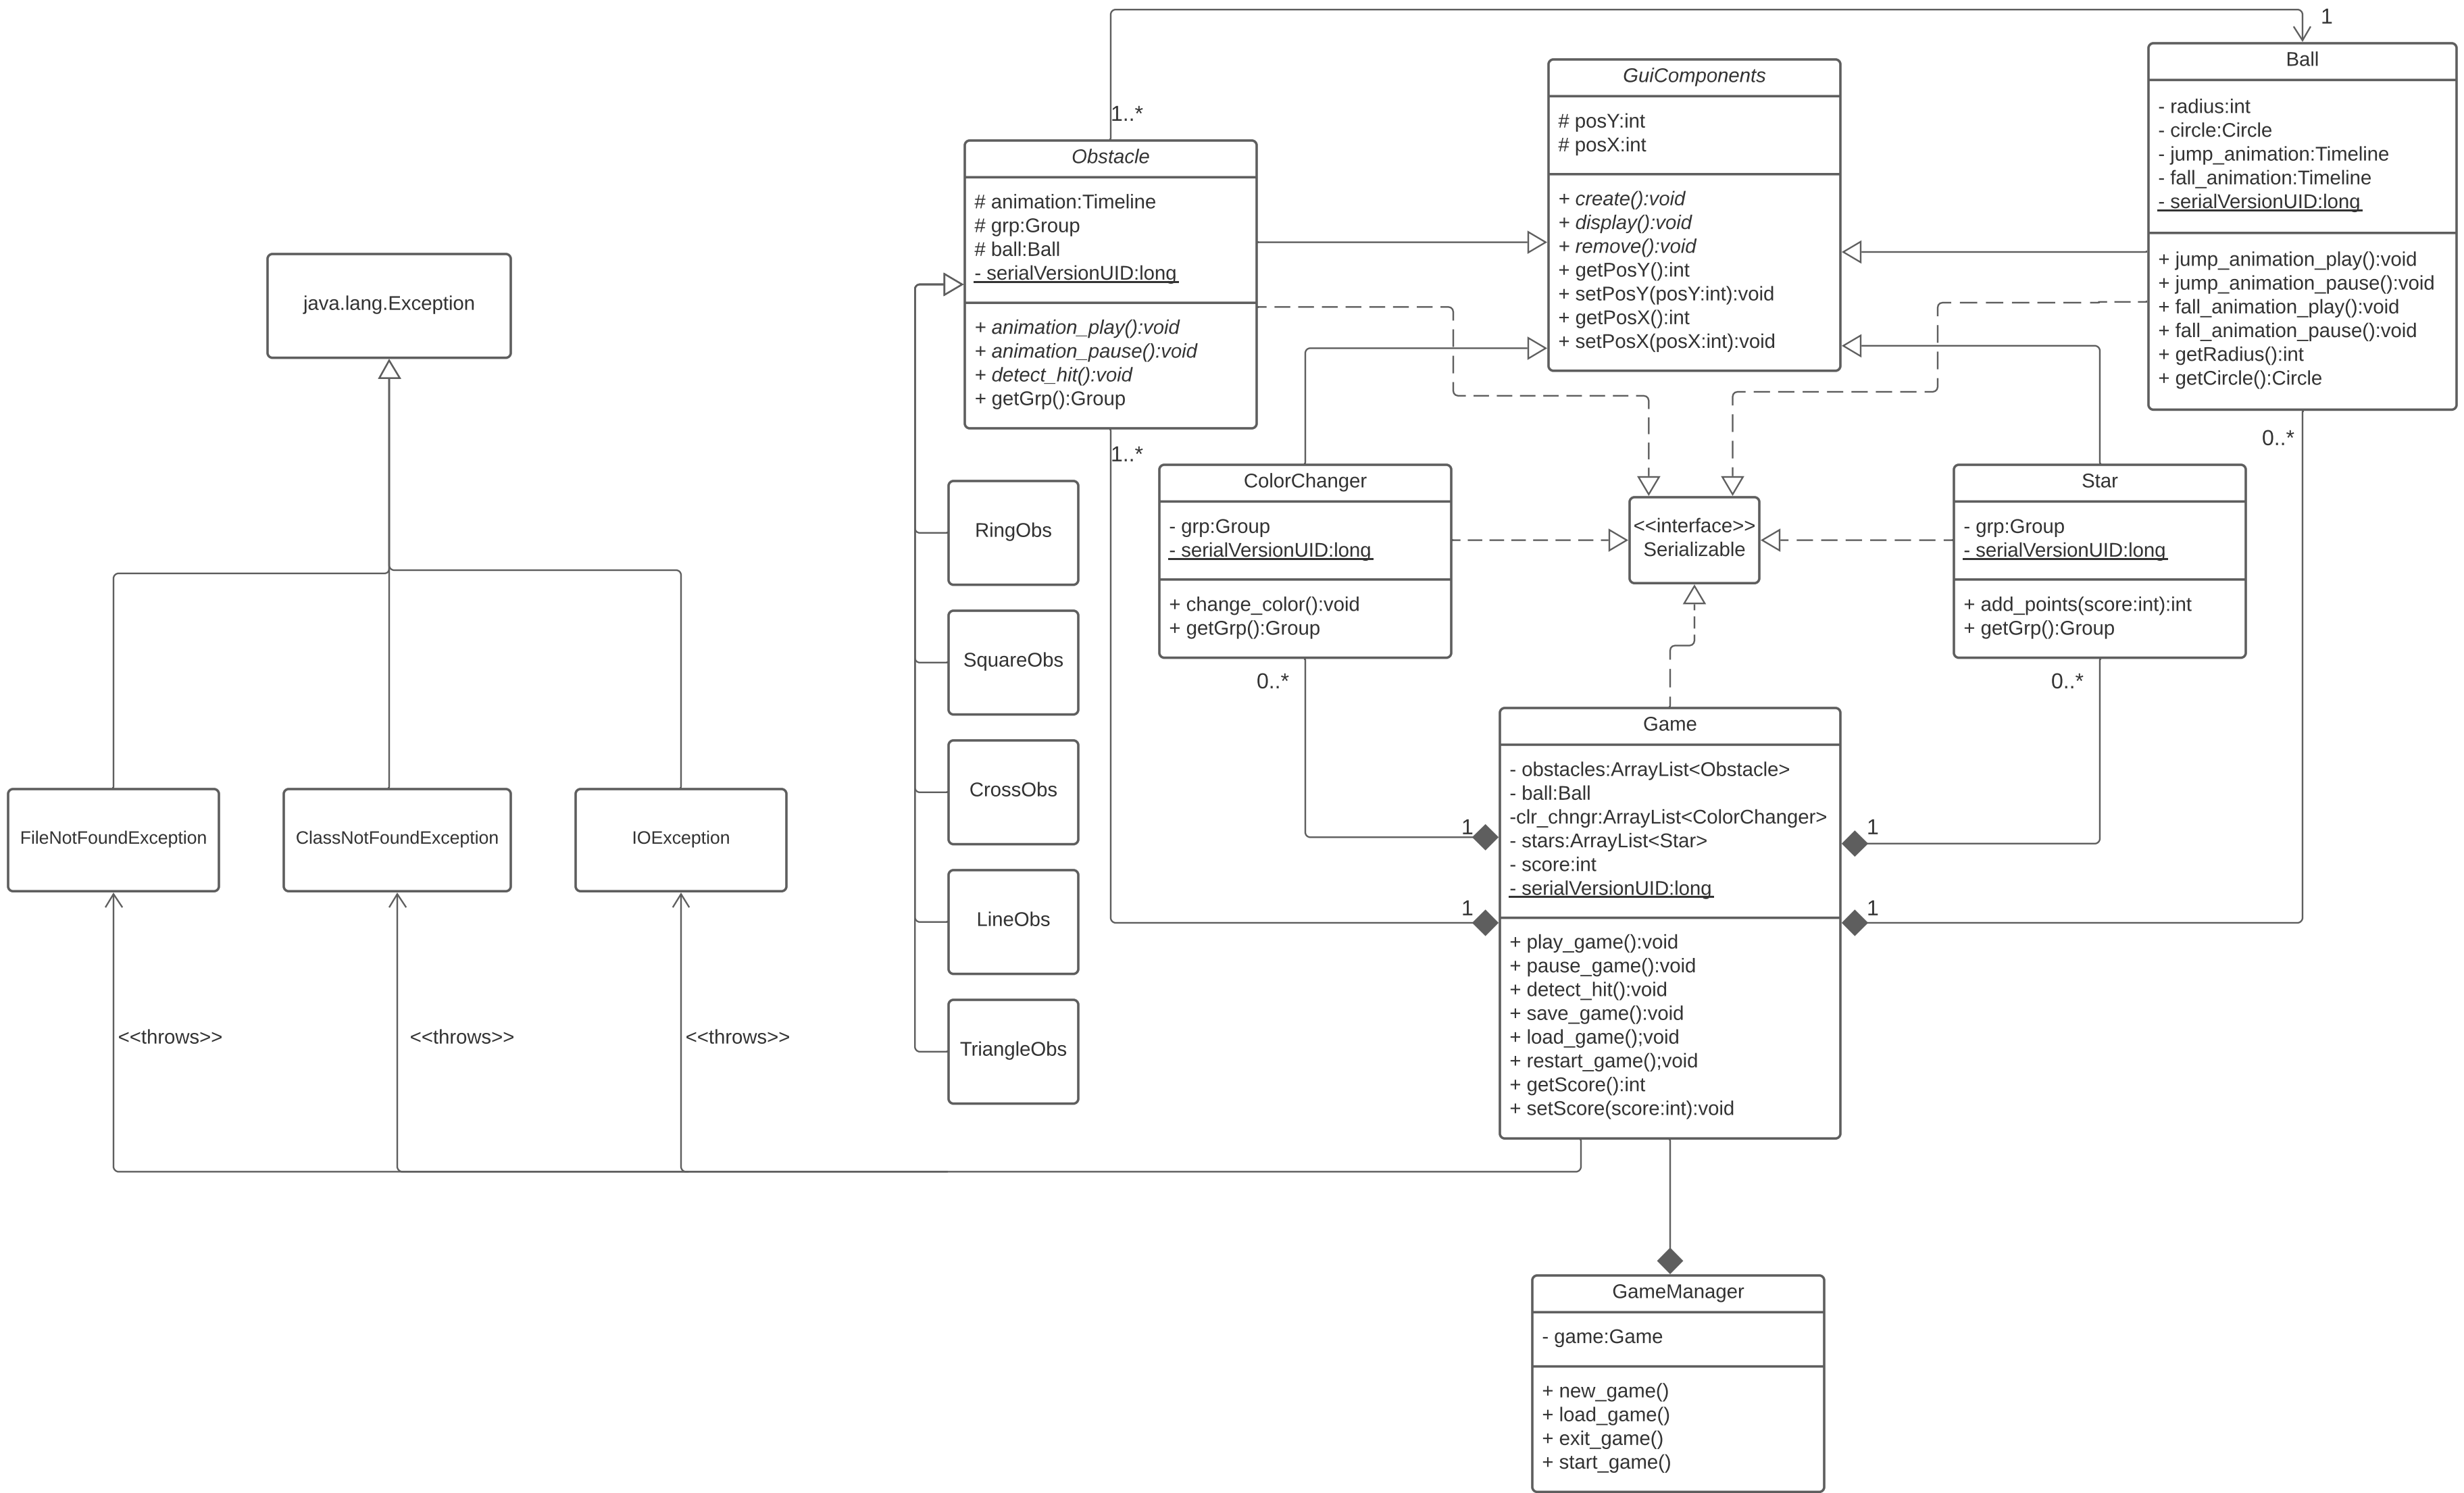 1
Ball
- radius:int
- circle:Circle
- jump_animation:Timeline
- fall_animation:Timeline
- serialVersionUID:long
+ jump_animation_play():void
+ jump_animation_pause():void
+ fall_animation_play():void
+ fall_animation_pause():void
+ getRadius():int
+ getCircle():Circle
0..*
GuiComponents
# posY:int
# posX:int
+ create():void
+ display():void
+ remove():void
+ getPosY():int
+ setPosY(posY:int):void
+ getPosX():int
+ setPosX(posX:int):void
1..*
Obstacle
# animation:Timeline
# grp:Group
# ball:Ball
- serialVersionUID:long
+ animation_play():void
+ animation_pause():void
+ detect_hit():void
+ getGrp():Group
1..*
java.lang.Exception
RingObs
SquareObs
CrossObs
LineObs
TriangleObs
ColorChanger
- grp:Group
- serialVersionUID:long
+ change_color():void
+ getGrp():Group
0..*
<<interface>>
Serializable
Star
- grp:Group
- serialVersionUID:long
+ add_points(score:int):int
+ getGrp():Group
0..*
Game
- obstacles:ArrayList<Obstacle>
- ball:Ball
-clr_chngr:ArrayList<ColorChanger>
- stars:ArrayList<Star>
- score:int
- serialVersionUID:long
+ play_game():void
+ pause_game():void
+ detect_hit():void
+ save_game():void
+ load_game();void
+ restart_game();void
+ getScore():int
+ setScore(score:int):void
1
1
1
1
FileNotFoundException
ClassNotFoundException
IOException
<<throws>>
<<throws>>
<<throws>>
GameManager
- game:Game
+ new_game()
+ load_game()
+ exit_game()
+ start_game()